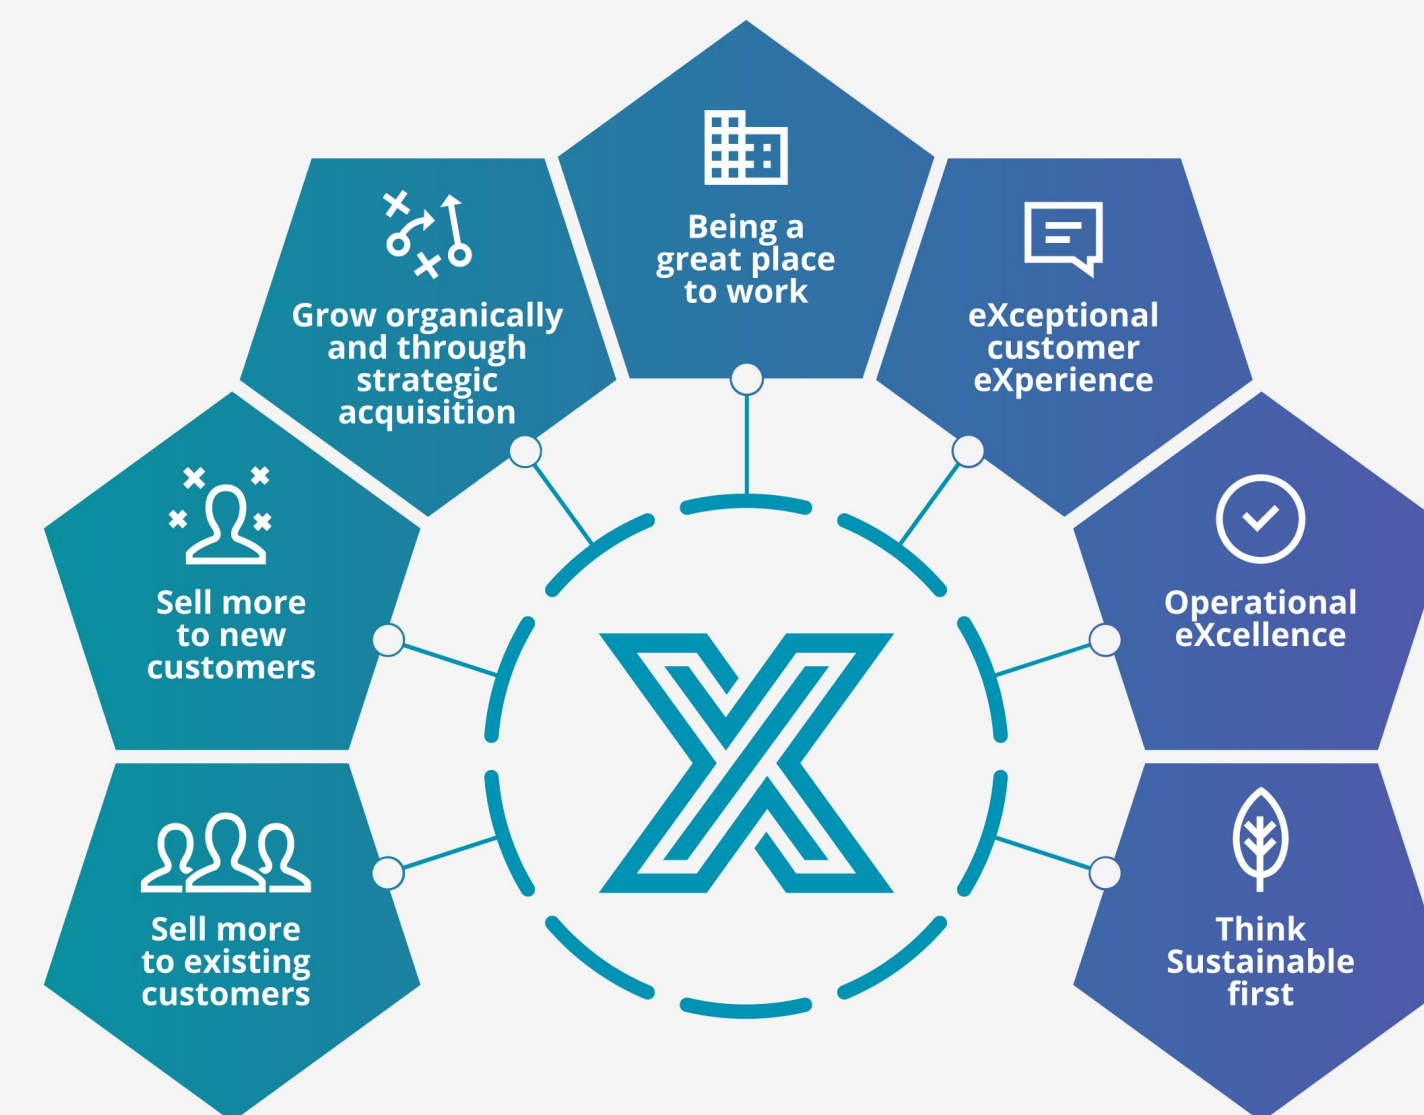 Being a
great place
to work
Grow organically
and through
strategic
acquisition
eXceptional
customer
eXperience
Sell more
to new
customers
Operational
eXcellence
Sell more
to existing
customers
Think
Sustainable
first
X